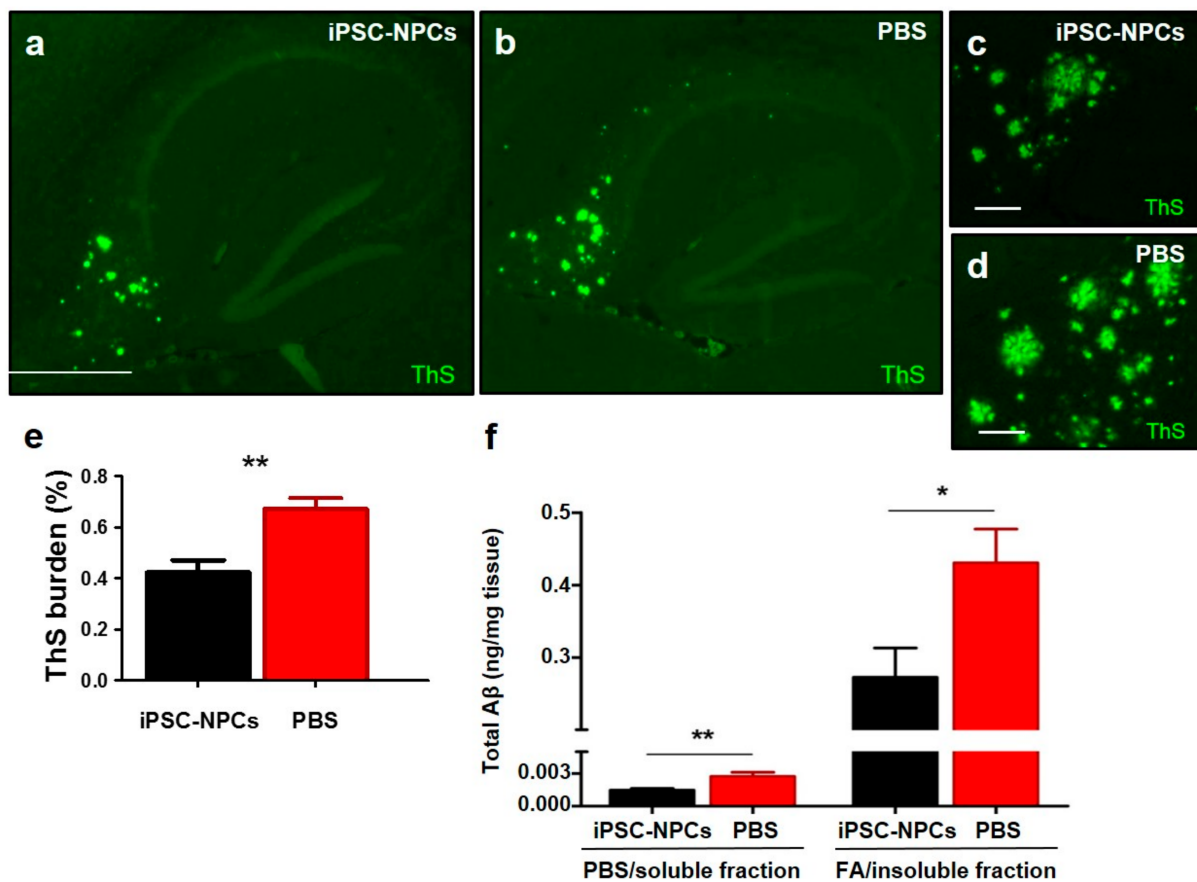 a
iPSC-NPCs
ThS
b
PBS
ThS
c
iPSC-NPCs
ThS
d
PBS
ThS
e
ThS burden (%)
0.8
0.6
0.4
0.2
0.0
**
iPSC-NPCs PBS
f
Total Aβ (ng/mg tissue)
0.5
0.4
0.3
0.003
0.000
**
*
iPSC-NPCs PBS iPSC-NPCs PBS
PBS/soluble fraction FA/insoluble fraction